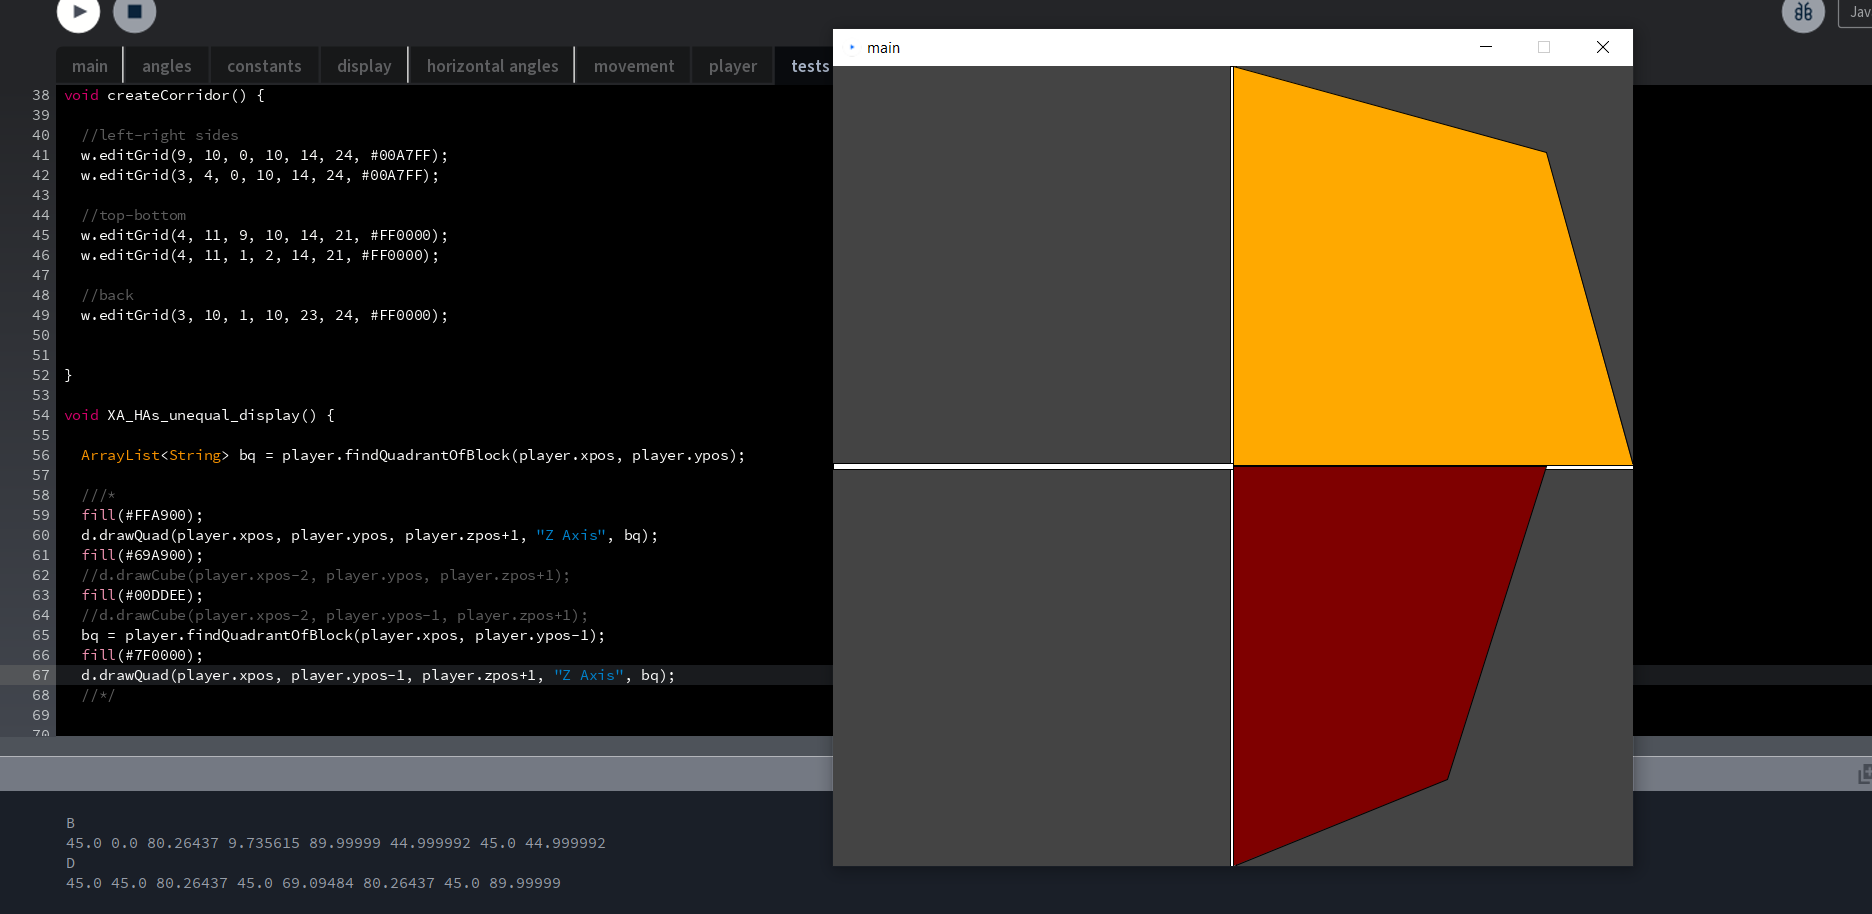 Jav
main angles constants display horizontal angles movement player tests
main
38 void createCorridor() {
39
40 //left-right sides
41 w.editGrid(9, 10, 0, 10, 14, 24, #00A7FF);
42 w.editGrid(3, 4, 0, 10, 14, 24, #00A7FF);
43
44 //top-bottom
45 w.editGrid(4, 11, 9, 10, 14, 21, #FF0000);
46 w.editGrid(4, 11, 1, 2, 14, 21, #FF0000);
47
48 //back
49 w.editGrid(3, 10, 1, 10, 23, 24, #FF0000);
50
51
52 }
53
54 void XA_HAs_unequal_display() {
55
56 ArrayList<String> bq = player.findQuadrantOfBlock(player.xpos, player.ypos);
57
58 ///*
59 fill(#FFA900);
60 d.drawQuad(player.xpos, player.ypos, player.zpos+1, "Z Axis", bq);
61 fill(#69A900);
62 //d.drawCube(player.xpos-2, player.ypos, player.zpos+1);
63 fill(#00DDEE);
64 //d.drawCube(player.xpos-2, player.ypos-1, player.zpos+1);
65 bq = player.findQuadrantOfBlock(player.xpos, player.ypos-1);
66 fill(#7F0000);
67 d.drawQuad(player.xpos, player.ypos-1, player.zpos+1, "Z Axis", bq);
68 //*/
69
70
B
45.0 0.0 80.26437 9.735615 89.99999 44.999992 45.0 44.999992
D
45.0 45.0 80.26437 45.0 69.09484 80.26437 45.0 89.99999